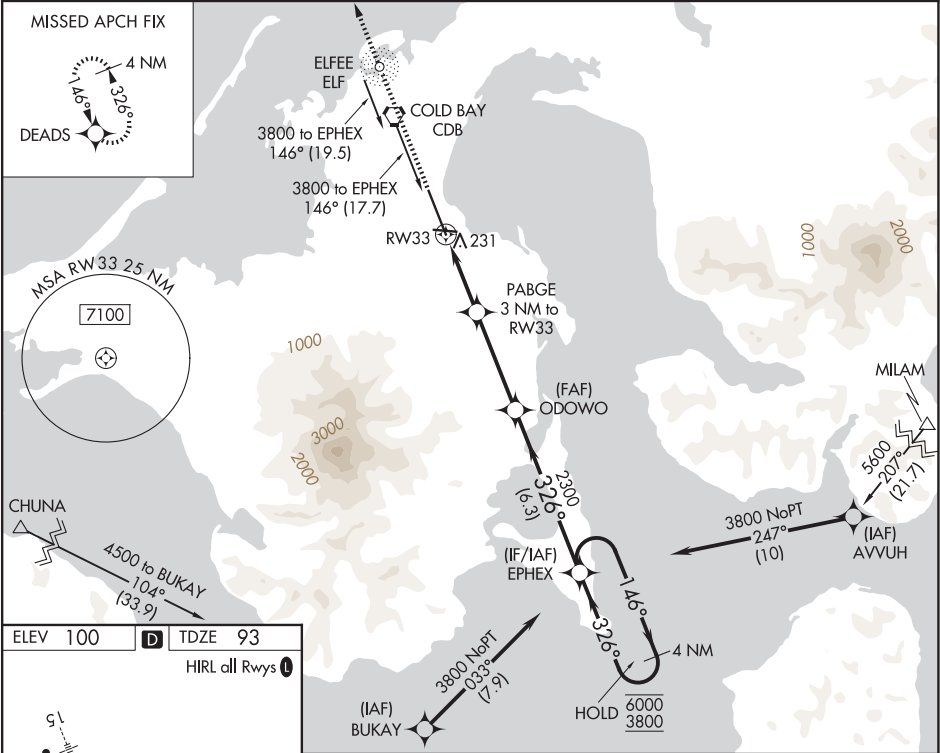 MISSED APCH FIX
4 NM
146°
326°
DEADS
ELFEE
ELF
COLD BAY
CDB
3800 to EPHEX
146° (19.5)
3800 to EPHEX
146° (17.7)
RW33
231
1000
2000
MSA RW33 25 NM
7100
PABGE
3 NM to
RW33
1000
3000
2000
(FAF)
ODOWO
MILAM
5600
207°
(21.7)
2300
326°
(6.3)
CHUNA
4500 to BUKAY
104°
(33.9)
3800 NoPT
247°
(10)
(IAF)
AVVUH
(IF/IAF)
EPHEX
146°
326°
4 NM
HOLD
6000
3800
3800 NoPT
033°
(7.9)
(IAF)
BUKAY
ELEV 100 D TDZE 93
HIRL all Rwys L
15